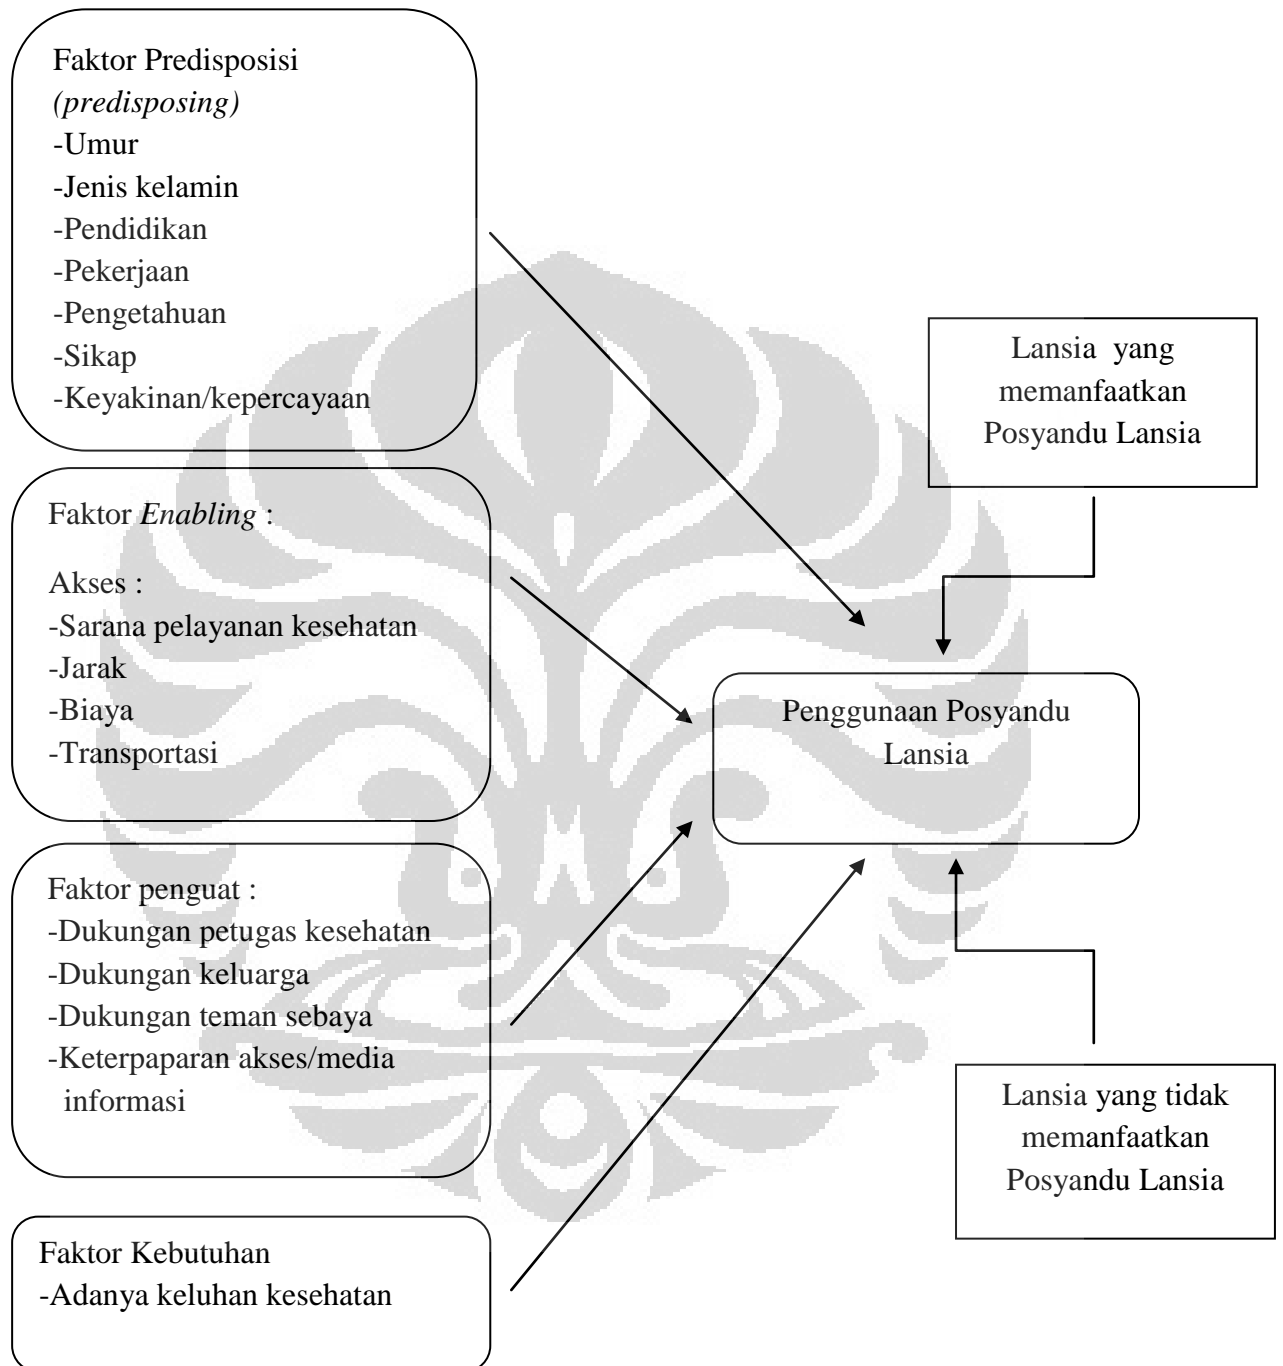 Faktor Predisposisi
(predisposing)
-Umur
-Jenis kelamin
-Pendidikan
-Pekerjaan
-Pengetahuan
-Sikap
-Keyakinan/kepercayaan
Faktor Enabling :
Akses :
-Sarana pelayanan kesehatan
-Jarak
-Biaya
-Transportasi
Faktor penguat :
-Dukungan petugas kesehatan
-Dukungan keluarga
-Dukungan teman sebaya
-Keterpaparan akses/media
informasi
Faktor Kebutuhan
-Adanya keluhan kesehatan
Lansia yang
memanfaatkan
Posyandu Lansia
Penggunaan Posyandu
Lansia
Lansia yang tidak
memanfaatkan
Posyandu Lansia